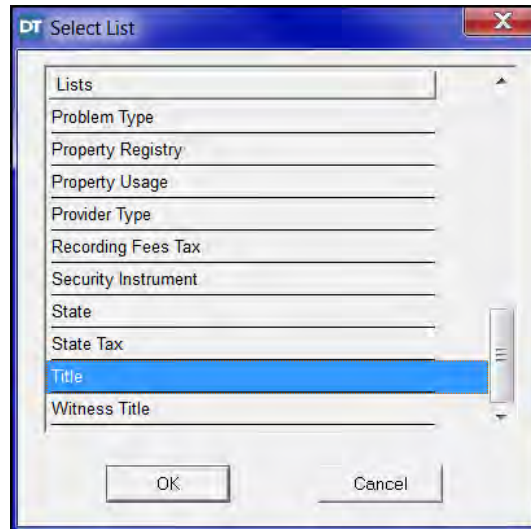 DT Select List
Lists
Problem Type
Property Registry
Property Usage
Provider Type
Recording Fees Tax
Security Instrument
State
State Tax
Title
Witness Title
OK Cancel